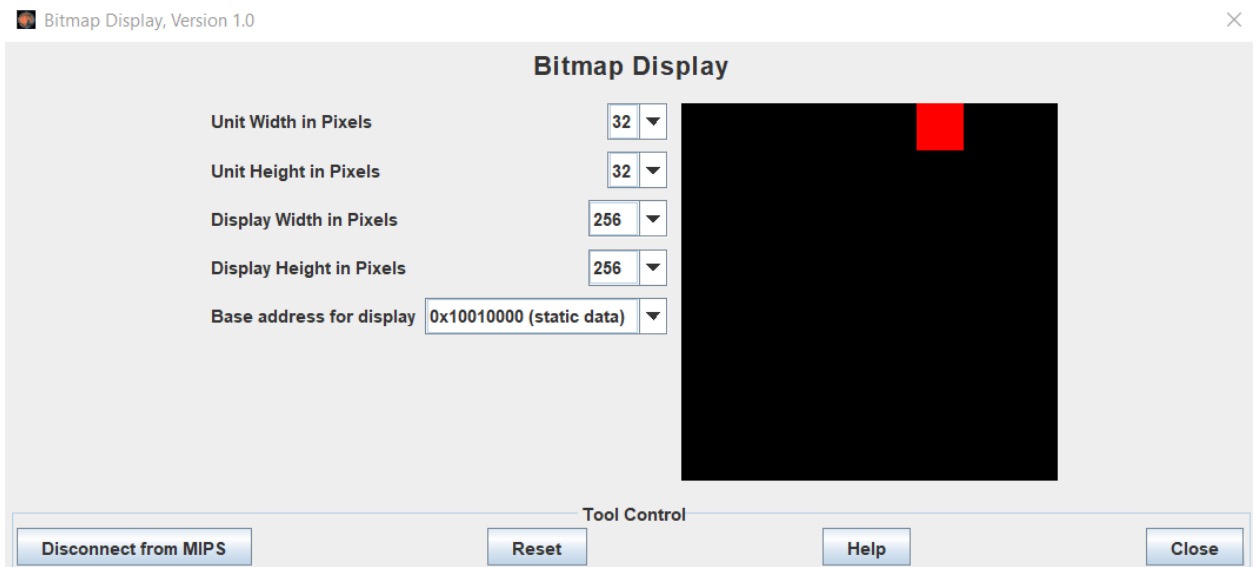 Bitmap Display, Version 1.0
Bitmap Display
Unit Width in Pixels 32
Unit Height in Pixels 32
Display Width in Pixels 256
Display Height in Pixels 256
Base address for display 0x10010000 (static data)
Tool Control
Disconnect from MIPS Reset Help Close